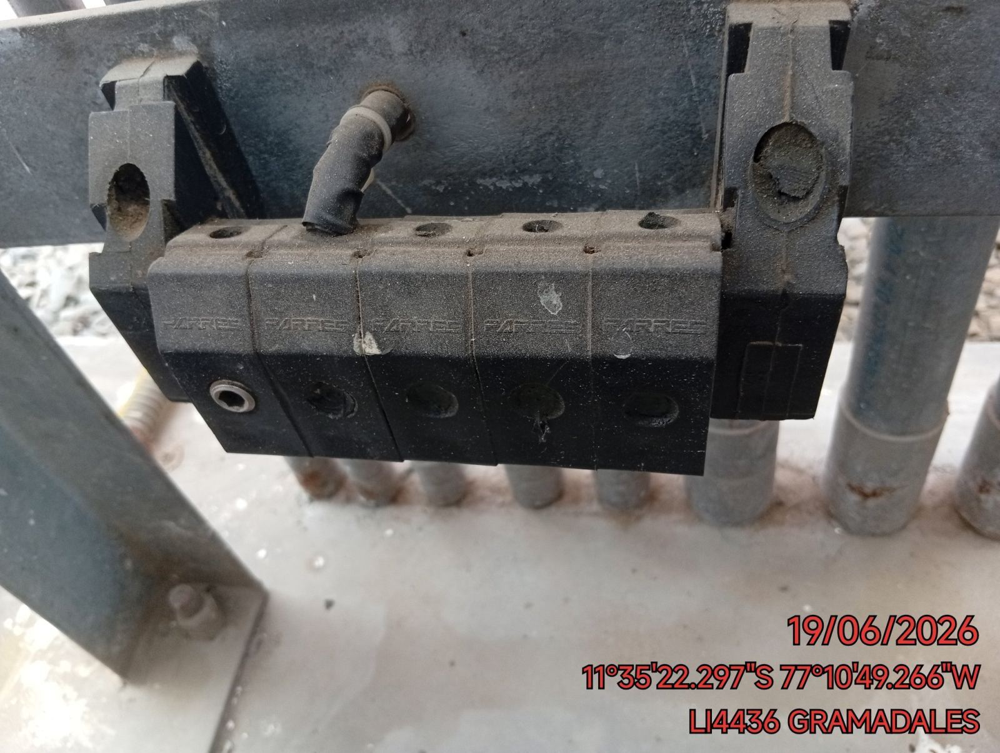 PARRES PARRES PARRES PARRES PARRES
19/06/2026
11°35'22.297"S 77°10'49.266"W
LI4436 GRAMADALES